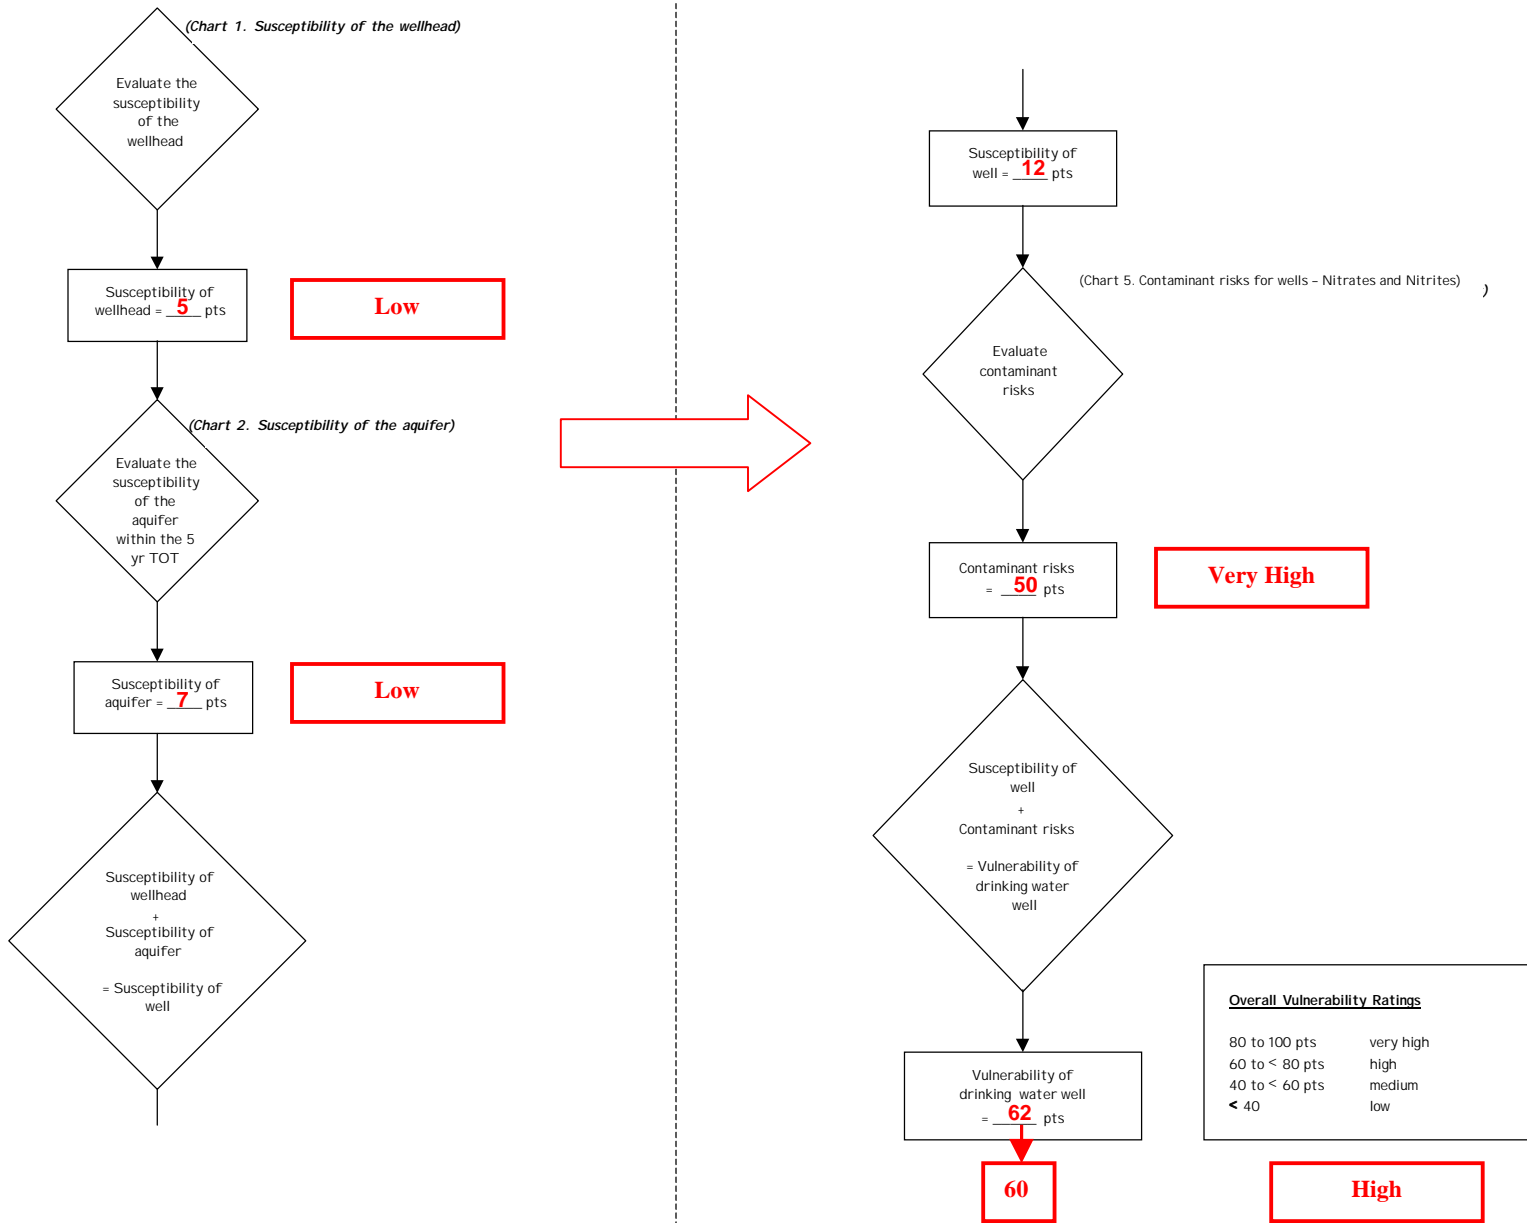 (Chart 1. Susceptibility of the wellhead)
Evaluate the
susceptibility
of the
wellhead
Susceptibility of
wellhead = 5 pts
Low
(Chart 2. Susceptibility of the aquifer)
Evaluate the
susceptibility
of the
aquifer
within the 5
yr TOT
Susceptibility of
aquifer = 7 pts
Low
Susceptibility of
wellhead
+
Susceptibility of
aquifer
= Susceptibility of
well
Susceptibility of
well = 12 pts
(Chart 5. Contaminant risks for wells – Nitrates and Nitrites)
)
Evaluate
contaminant
risks
Contaminant risks
= 50 pts
Very High
Susceptibility of
well
+
Contaminant risks
= Vulnerability of
drinking water
well
Vulnerability of
drinking water well
= 62 pts
60
Overall Vulnerability Ratings
80 to 100 pts very high
60 to < 80 pts high
40 to < 60 pts medium
< 40 low
High